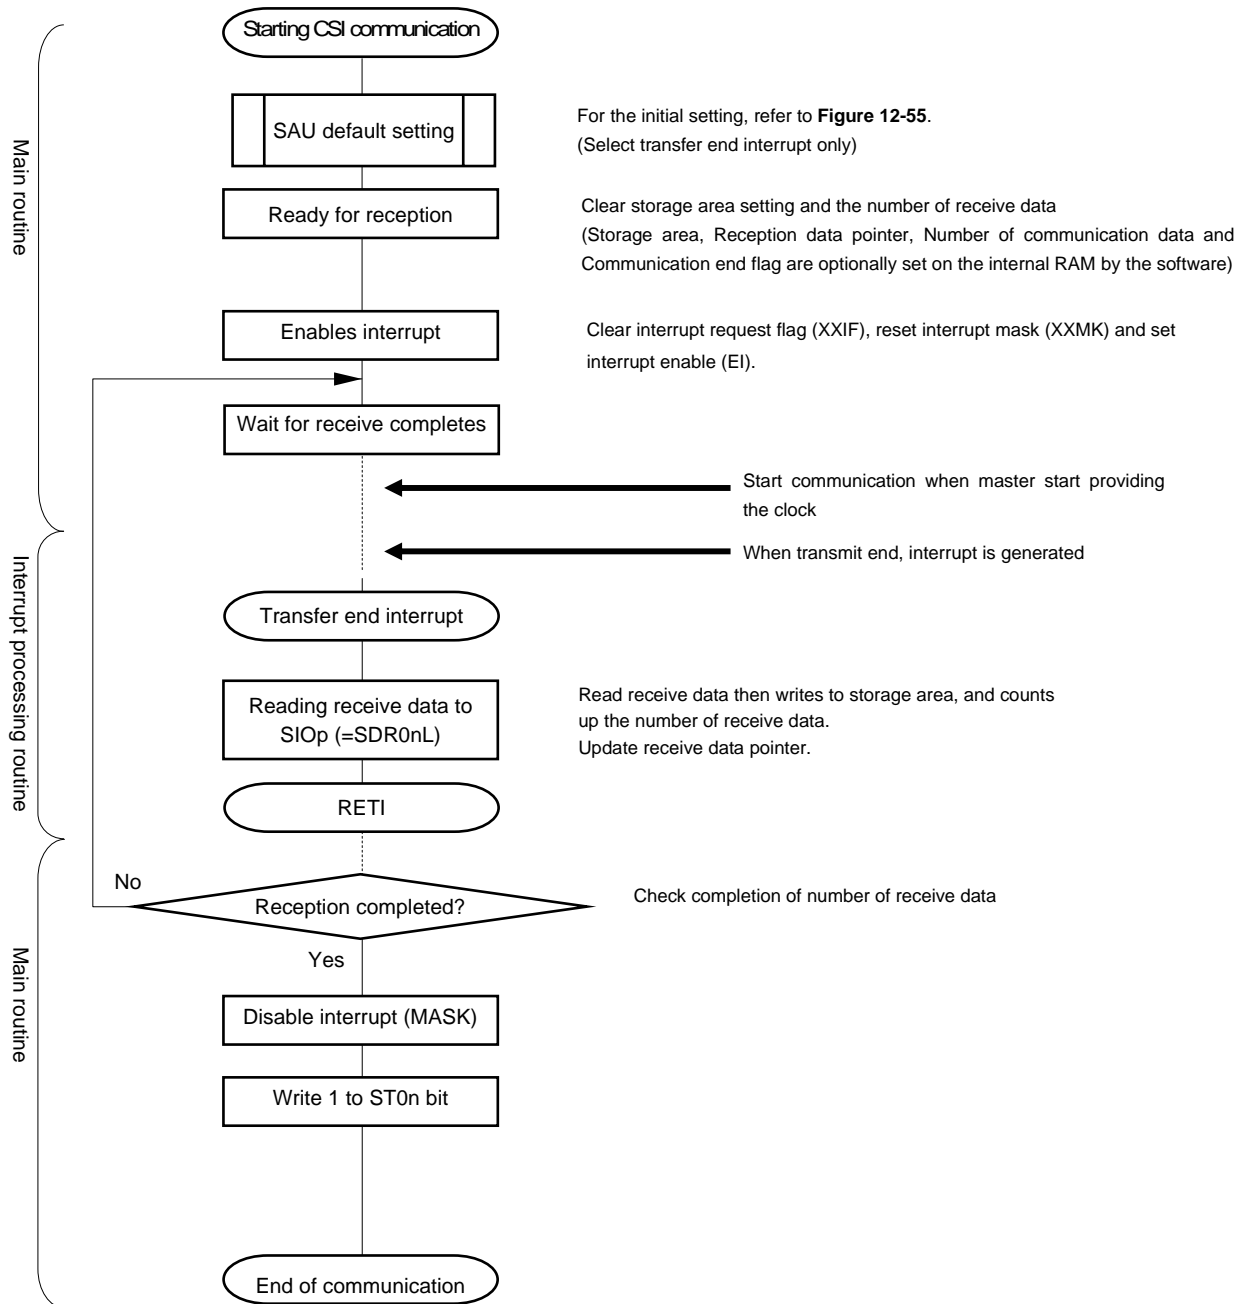 Starting CSI communication
Main routine
SAU default setting
For the initial setting, refer to Figure 12-55.
(Select transfer end interrupt only)
Ready for reception
Clear storage area setting and the number of receive data
(Storage area, Reception data pointer, Number of communication data and
Communication end flag are optionally set on the internal RAM by the software)
Enables interrupt
Clear interrupt request flag (XXIF), reset interrupt mask (XXMK) and set
interrupt enable (EI).
Wait for receive completes
Start communication when master start providing
the clock
When transmit end, interrupt is generated
Interrupt processing routine
Transfer end interrupt
Reading receive data to
SIOp (=SDR0nL)
Read receive data then writes to storage area, and counts
up the number of receive data.
Update receive data pointer.
RETI
No
Reception completed?
Check completion of number of receive data
Yes
Main routine
Disable interrupt (MASK)
Write 1 to ST0n bit
End of communication